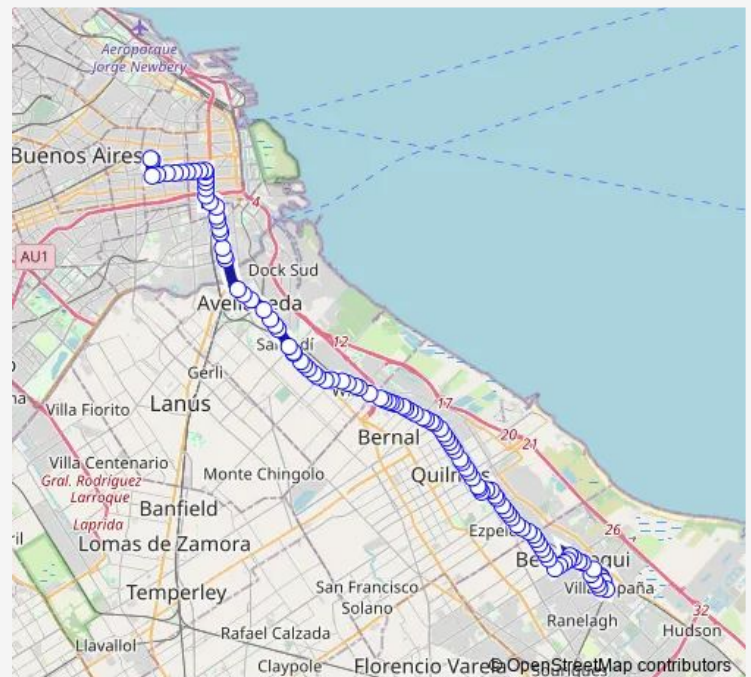 Aeroparque
Jorge Newbery
Buenos Aires
4
AU1
Dock Sud
12
Gerli
17
Villa Fiorito
Lanús
20
21
Bernal
Villa Centenario
Monte Chingolo
Gral. Rodríguez
Larroque
Banfield
Laprida
26
Lomas de Zamora
Temperley
San Francisco
Solano
32
Ranelagh
Rafael Calzada
Hudson
Llavallol
Claypole
Florencio Varela
©OpenStreetMap contributors